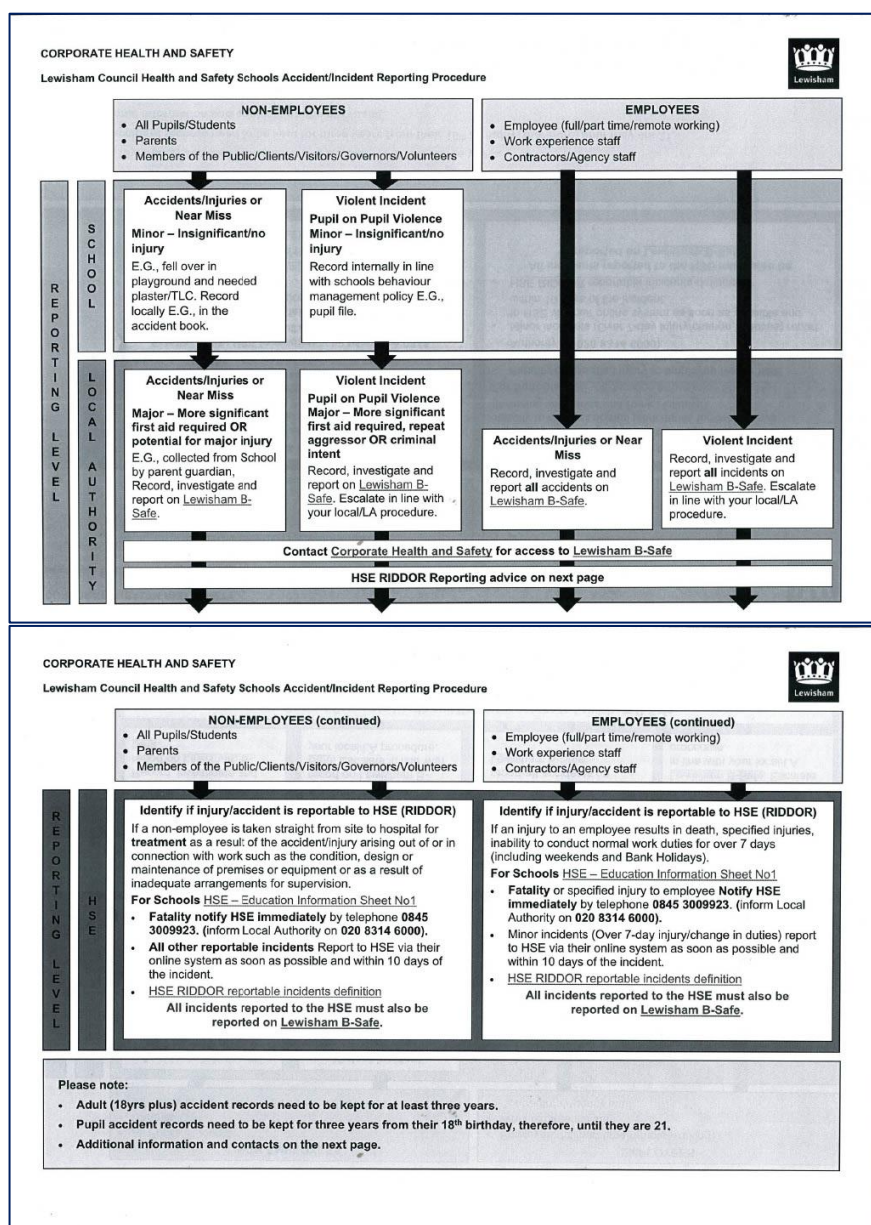 CORPORATE HEALTH AND SAFETY
Lewisham
Lewisham Council Health and Safety Schools Accident/Incident Reporting Procedure
NON-EMPLOYEES
• All Pupils/Students
• Parents
• Members of the Public/Clients/Visitors/Governors/Volunteers
EMPLOYEES
• Employee (full/part time/remote working)
• Work experience staff
• Contractors/Agency staff
REPORTING LEVEL
SCHOOL
Accidents/Injuries or
Near Miss
Minor – Insignificant/no
injury
E.G., fell over in
playground and needed
plaster/TLC. Record
locally E.G., in the
accident book.
Violent Incident
Pupil on Pupil Violence
Minor – Insignificant/no
injury
Record internally in line
with schools behaviour
management policy E.G.,
pupil file.
LOCAL AUTHORITY
Accidents/Injuries or
Near Miss
Major – More significant
first aid required OR
potential for major injury
E.G., collected from School
by parent guardian,
Record, investigate and
report on Lewisham B-
Safe.
Violent Incident
Pupil on Pupil Violence
Major – More significant
first aid required, repeat
aggressor OR criminal
intent
Record, investigate and
report on Lewisham B-
Safe. Escalate in line with
your local/LA procedure.
Accidents/Injuries or Near
Miss
Record, investigate and
report all accidents on
Lewisham B-Safe.
Violent Incident
Record, investigate and
report all incidents on
Lewisham B-Safe. Escalate
in line with your local/LA
procedure.
Contact Corporate Health and Safety for access to Lewisham B-Safe
HSE RIDDOR Reporting advice on next page
CORPORATE HEALTH AND SAFETY
Lewisham
Lewisham Council Health and Safety Schools Accident/Incident Reporting Procedure
NON-EMPLOYEES (continued)
• All Pupils/Students
• Parents
• Members of the Public/Clients/Visitors/Governors/Volunteers
EMPLOYEES (continued)
• Employee (full/part time/remote working)
• Work experience staff
• Contractors/Agency staff
REPORTING LEVEL
HSE
Identify if injury/accident is reportable to HSE (RIDDOR)
If a non-employee is taken straight from site to hospital for
treatment as a result of the accident/injury arising out of or in
connection with work such as the condition, design or
maintenance of premises or equipment or as a result of
inadequate arrangements for supervision.
For Schools HSE – Education Information Sheet No1
• Fatality notify HSE immediately by telephone 0845
3009923. (inform Local Authority on 020 8314 6000).
• All other reportable incidents Report to HSE via their
online system as soon as possible and within 10 days of
the incident.
• HSE RIDDOR reportable incidents definition
All incidents reported to the HSE must also be
reported on Lewisham B-Safe.
Identify if injury/accident is reportable to HSE (RIDDOR)
If an injury to an employee results in death, specified injuries,
inability to conduct normal work duties for over 7 days
(including weekends and Bank Holidays).
For Schools HSE – Education Information Sheet No1
• Fatality or specified injury to employee Notify HSE
immediately by telephone 0845 3009923. (inform Local
Authority on 020 8314 6000).
• Minor incidents (Over 7-day injury/change in duties) report
to HSE via their online system as soon as possible and
within 10 days of the incident.
• HSE RIDDOR reportable incidents definition
All incidents reported to the HSE must also be
reported on Lewisham B-Safe.
Please note:
• Adult (18yrs plus) accident records need to be kept for at least three years.
• Pupil accident records need to be kept for three years from their 18th birthday, therefore, until they are 21.
• Additional information and contacts on the next page.